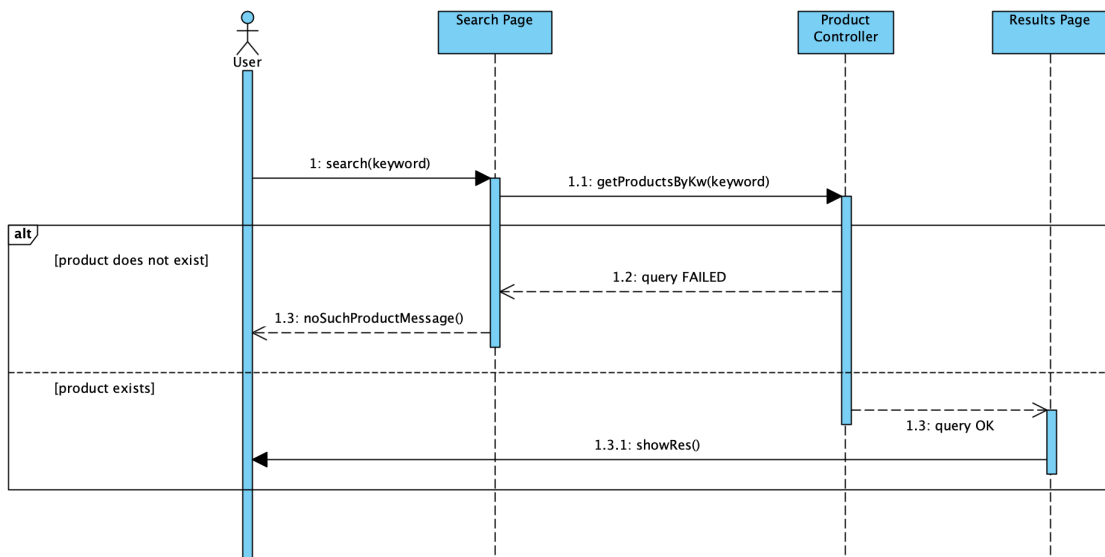 Search Page
Product
Controller
Results Page
User
1: search(keyword)
1.1: getProductsByKw(keyword)
alt
[product does not exist]
1.2: query FAILED
1.3: noSuchProductMessage()
[product exists]
1.3: query OK
1.3.1: showRes()